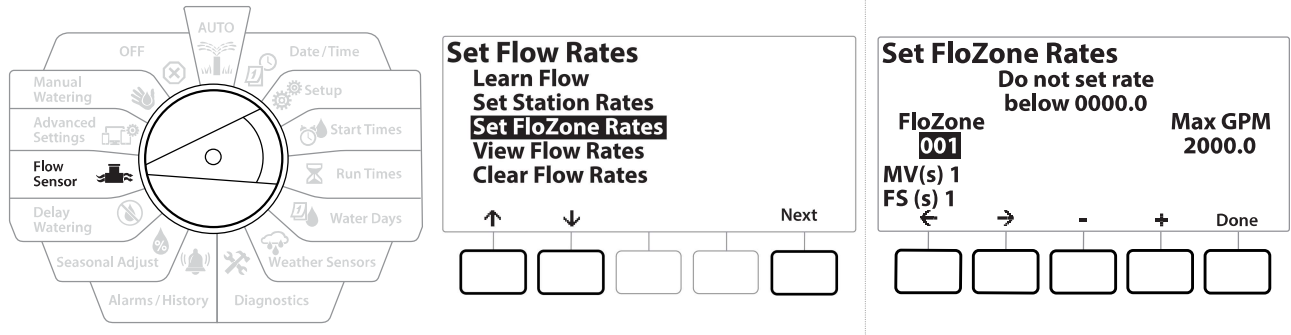 AUTO
OFF
Date/Time
Manual
Watering
Setup
Advanced
Settings
Start Times
Flow
Sensor
Run Times
Delay
Watering
Water Days
Seasonal Adjust
Weather Sensors
Alarms/History
Diagnostics
Set Flow Rates
Learn Flow
Set Station Rates
Set FloZone Rates
View Flow Rates
Clear Flow Rates
↑ ↓ Next
Set FloZone Rates
Do not set rate
below 0000.0
FloZone Max GPM
001 2000.0
MV(s) 1
FS (s) 1
← → - + Done